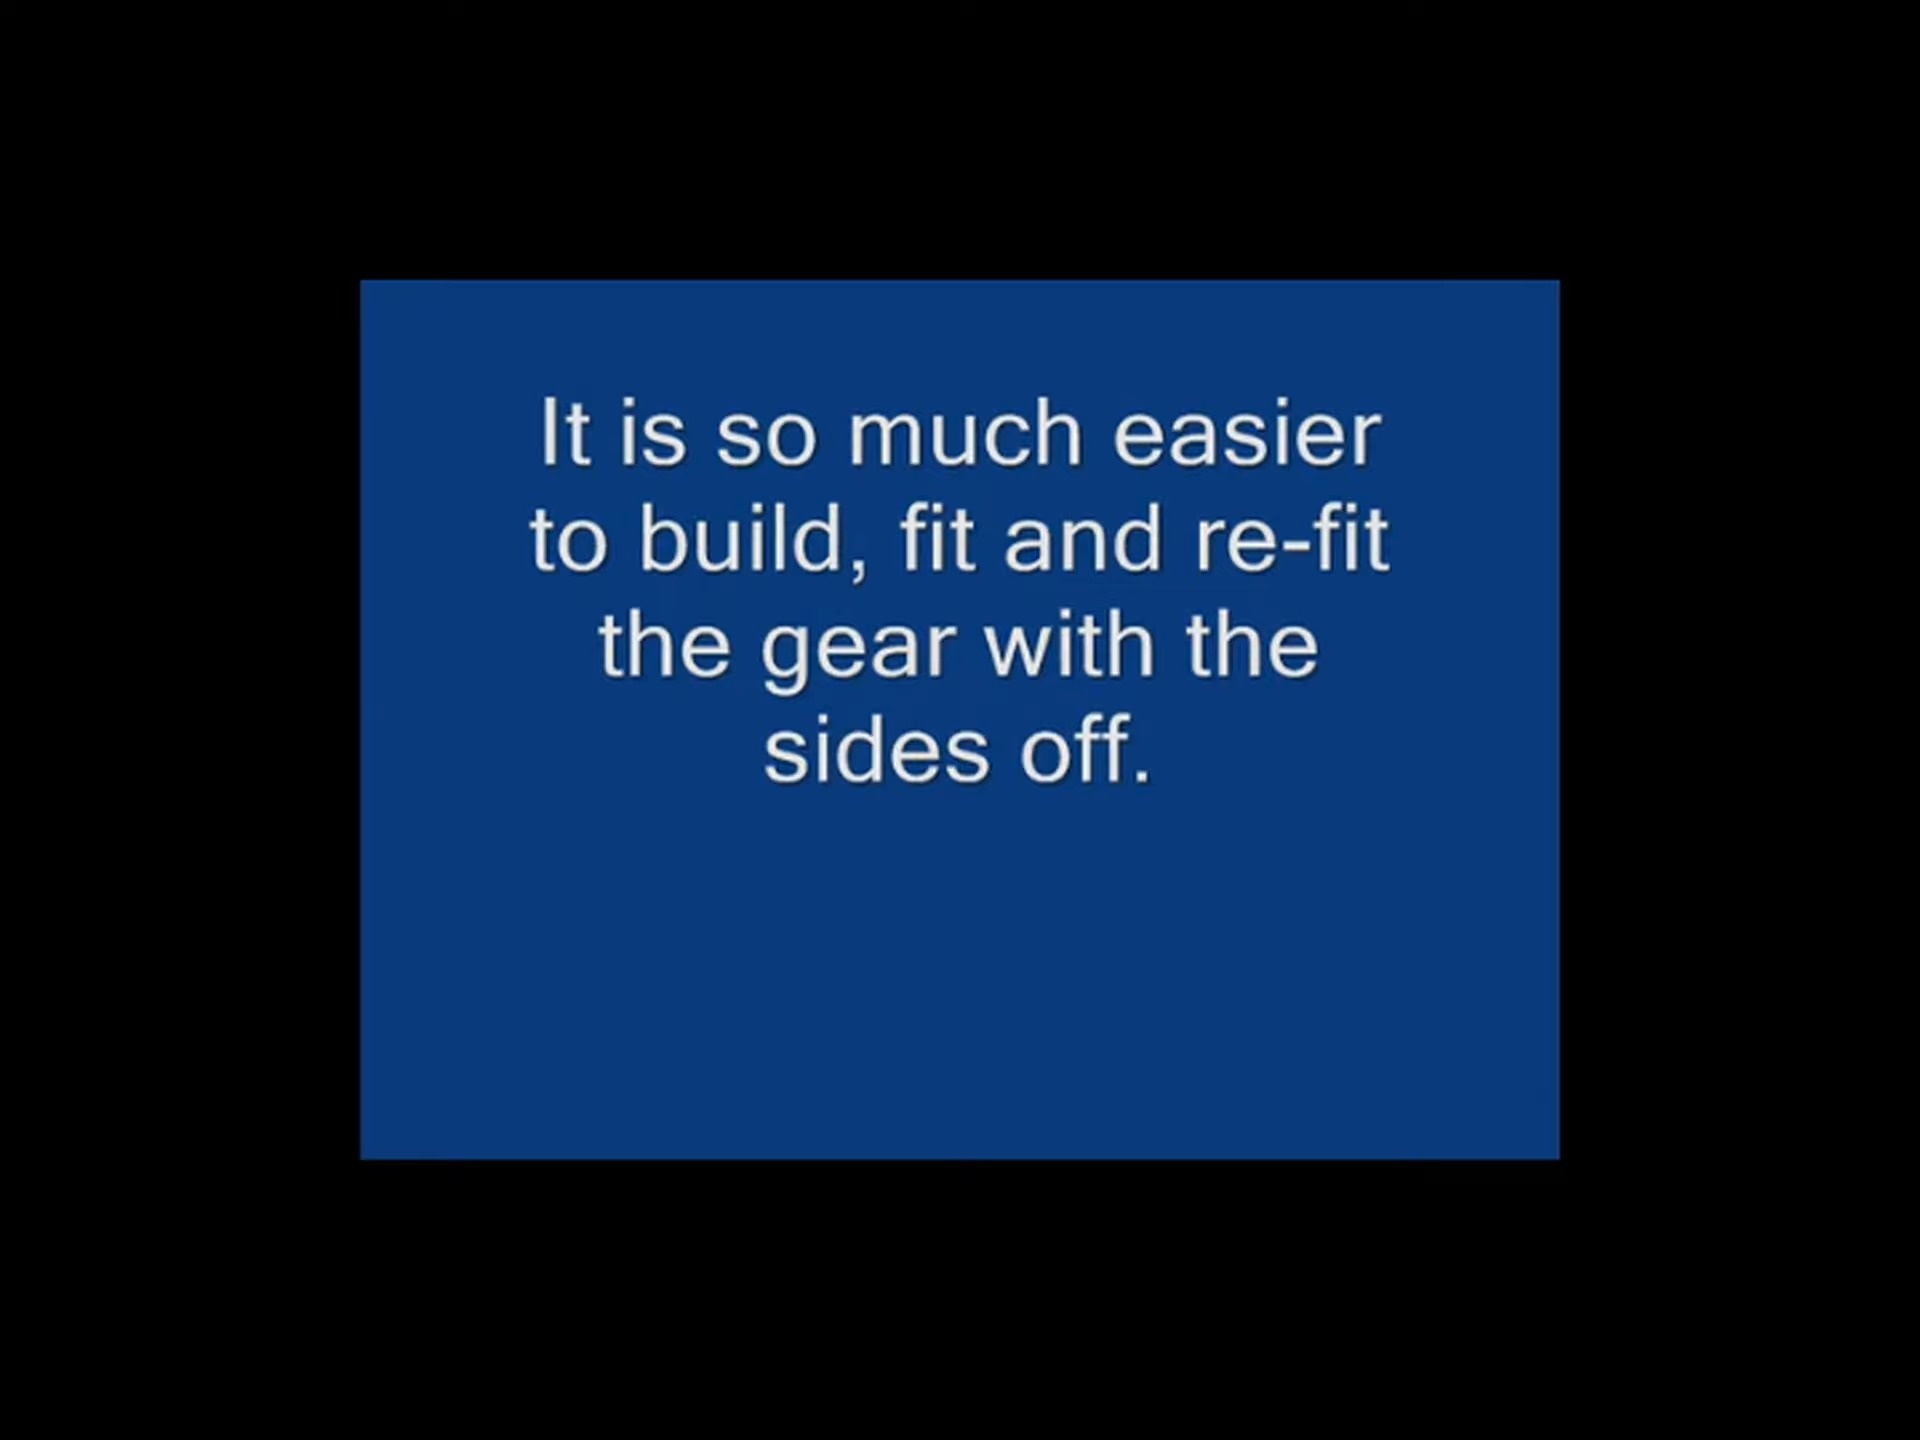 It is so much easier
to build, fit and re-fit
the gear with the
sides off.